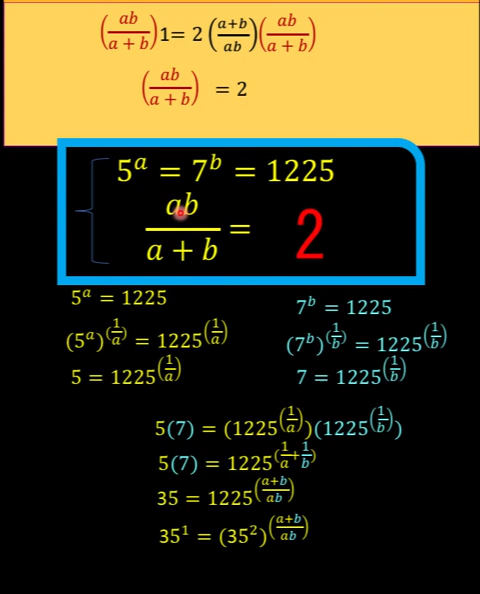 (ab/(a + b)) 1 = 2 ((a+b)/ab) (ab/(a + b))
(ab/(a + b)) = 2
5^a = 7^b = 1225
ab/(a + b) = 2
5^a = 1225
7^b = 1225
(5^a)^(1/a) = 1225^(1/a)
(7^b)^(1/b) = 1225^(1/b)
5 = 1225^(1/a)
7 = 1225^(1/b)
5(7) = (1225^(1/a))(1225^(1/b))
5(7) = 1225^(1/a+1/b)
35 = 1225^((a+b)/ab)
35^1 = (35^2)^((a+b)/ab)